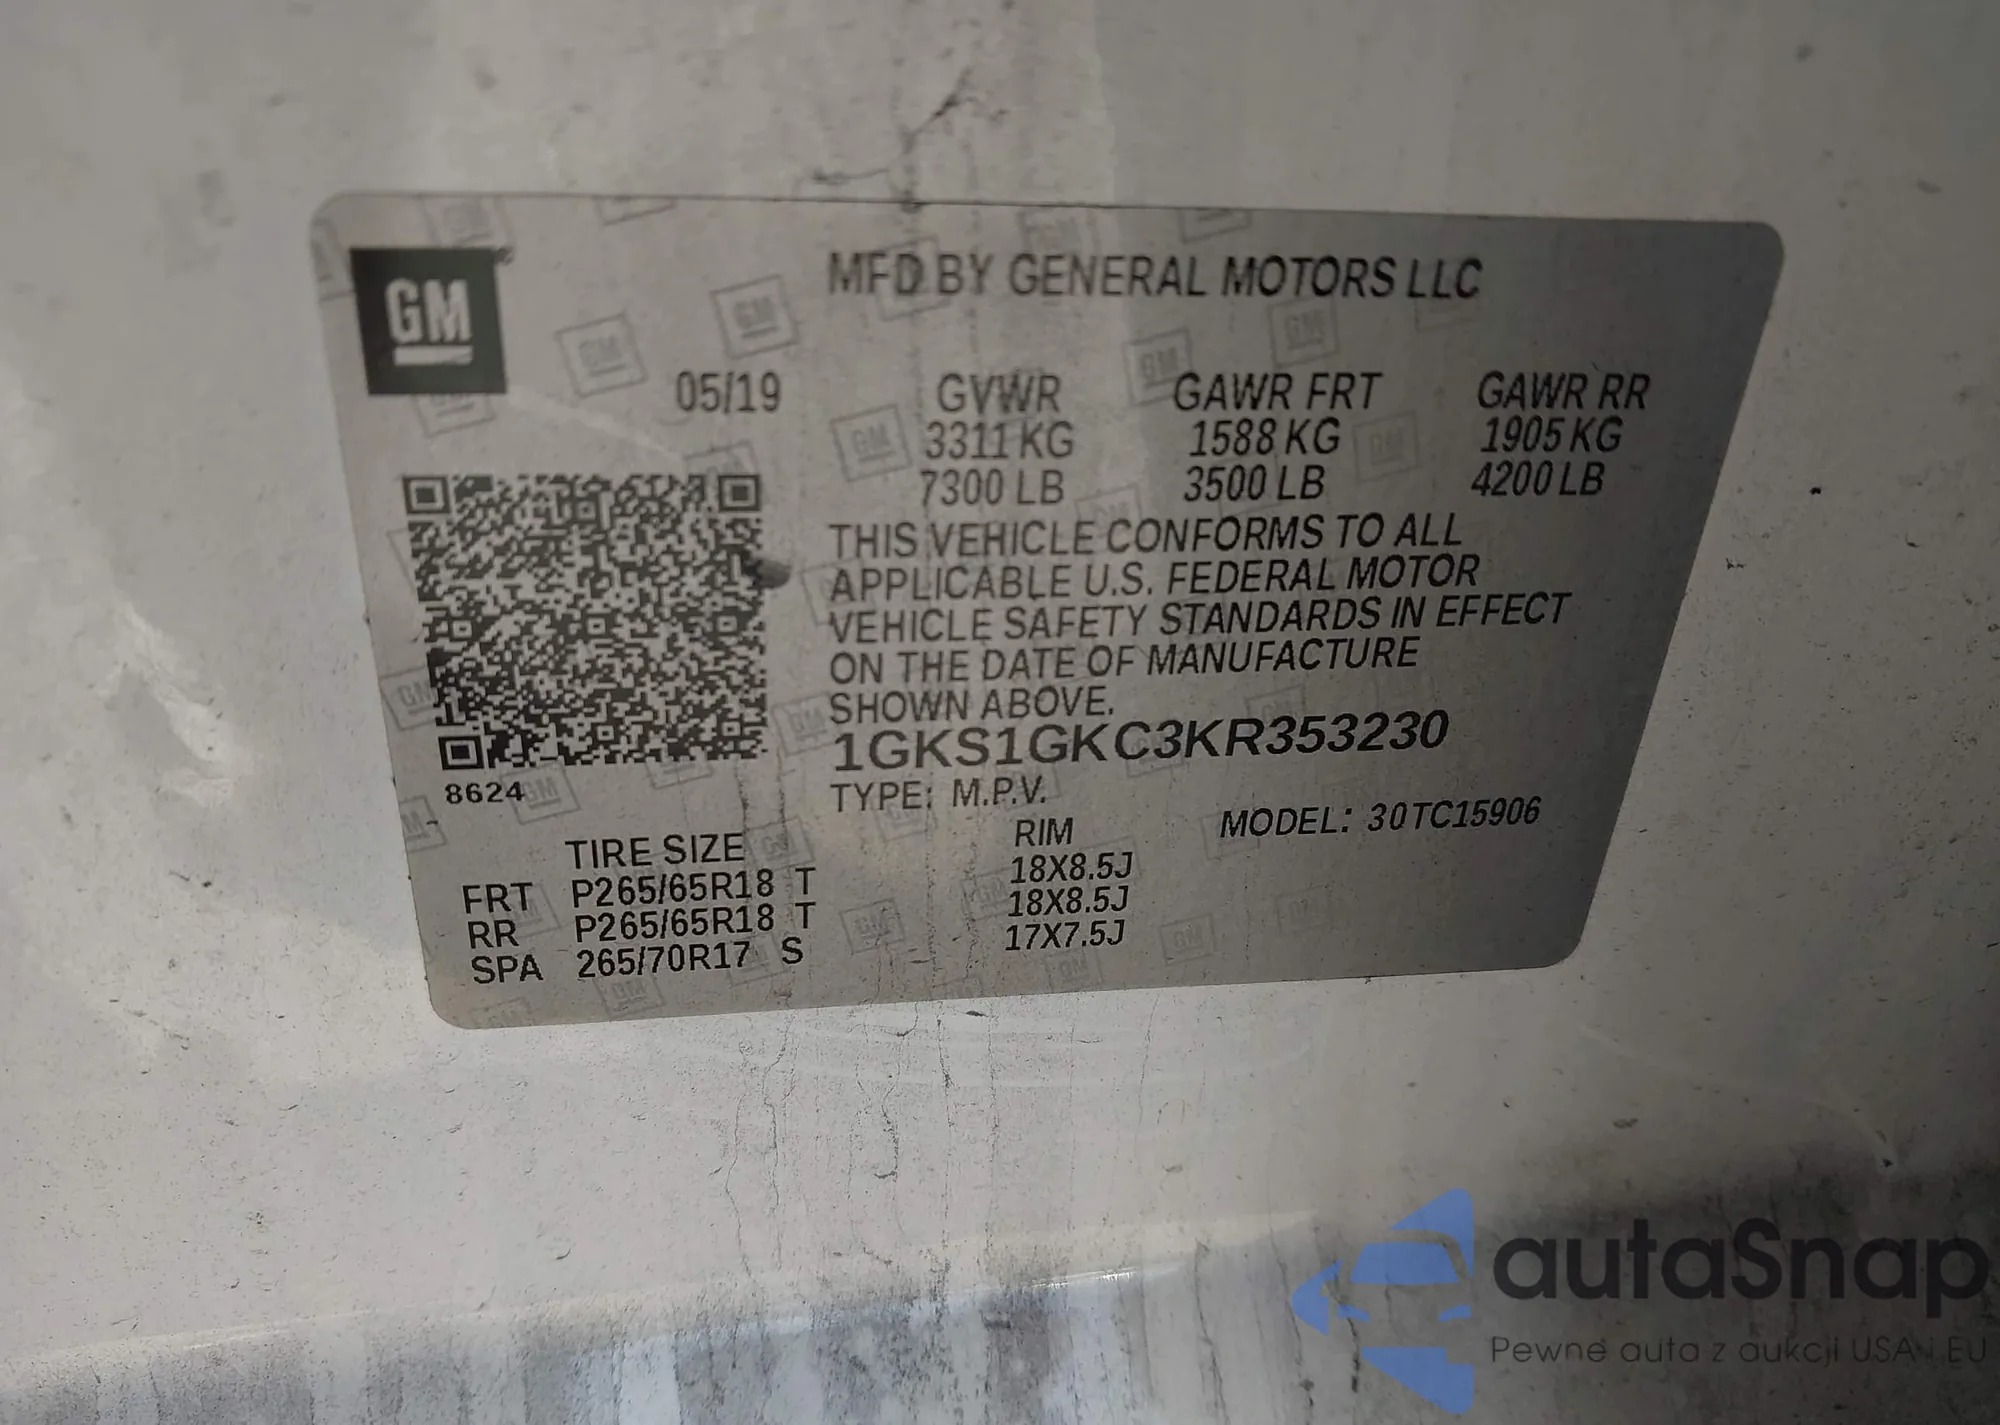 GM
MFD BY GENERAL MOTORS LLC
05/19 GVWR GAWR FRT GAWR RR
3311 KG 1588 KG 1905 KG
7300 LB 3500 LB 4200 LB
THIS VEHICLE CONFORMS TO ALL
APPLICABLE U.S. FEDERAL MOTOR
VEHICLE SAFETY STANDARDS IN EFFECT
ON THE DATE OF MANUFACTURE
SHOWN ABOVE.
1GKS1GKC3KR353230
8624
TYPE: M.P.V.
MODEL: 30TC15906
TIRE SIZE RIM
FRT P265/65R18 T 18X8.5J
RR P265/65R18 T 18X8.5J
SPA 265/70R17 S 17X7.5J
autaSnap
Pewne auta z aukcji USA i EU